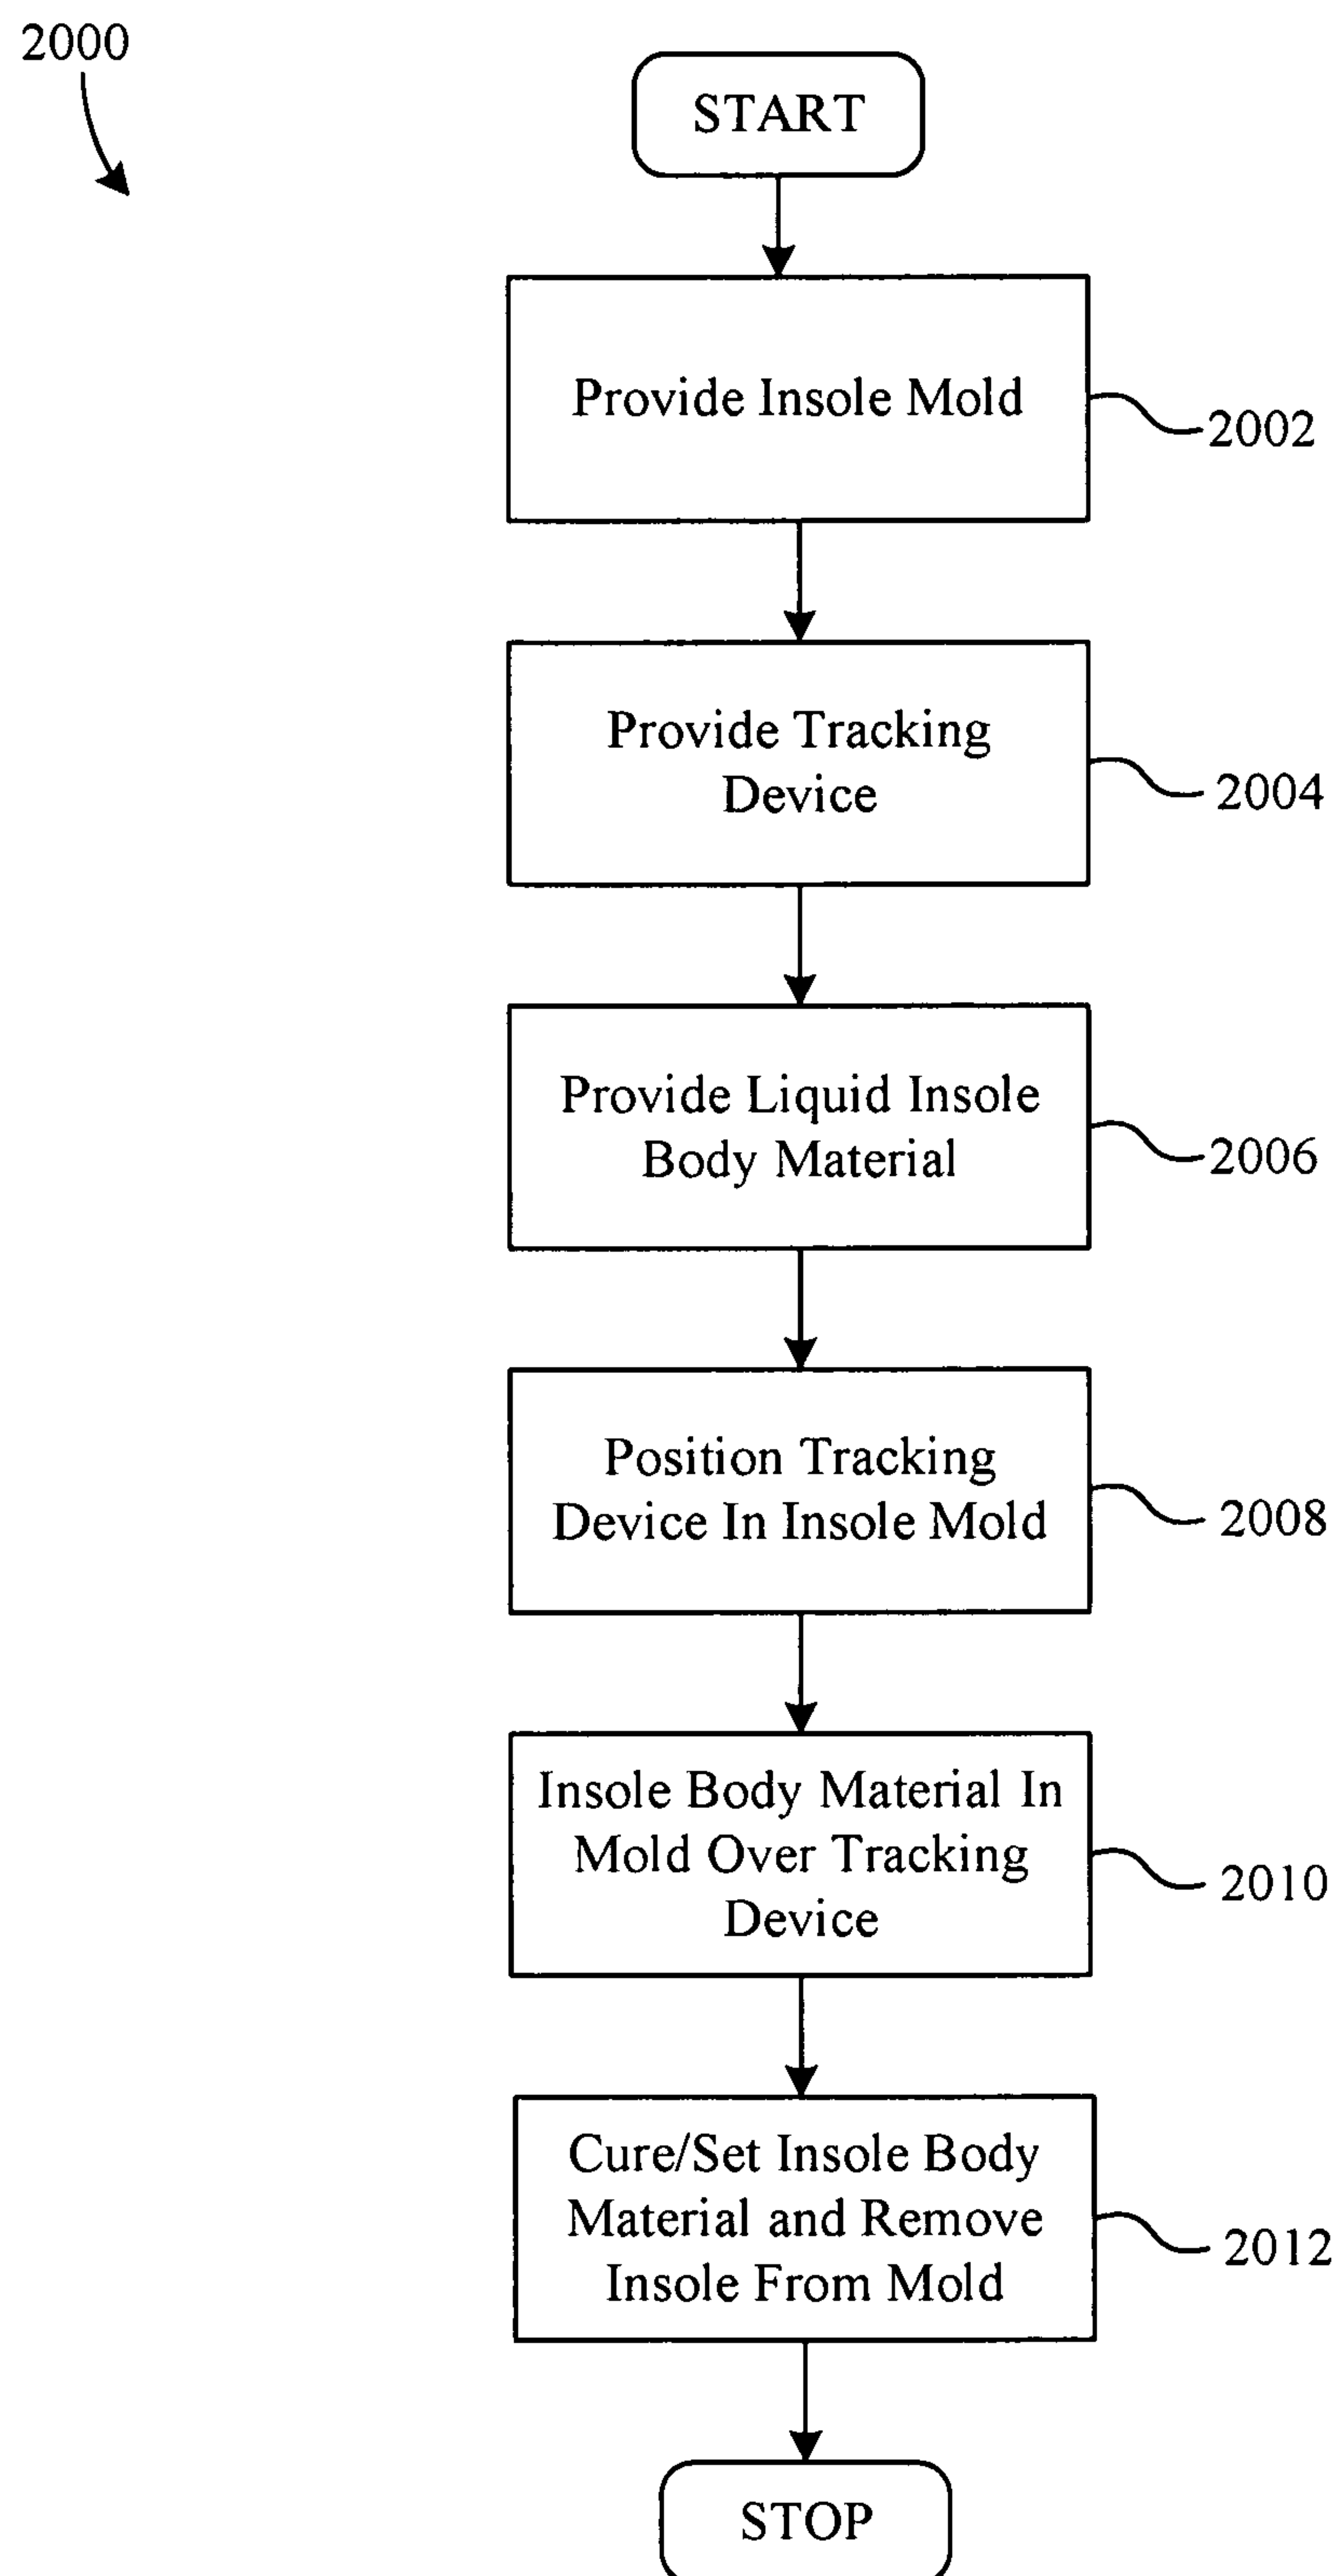 2000
START
Provide Insole Mold
2002
Provide Tracking
Device
2004
Provide Liquid Insole
Body Material
2006
Position Tracking
Device In Insole Mold
2008
Insole Body Material In
Mold Over Tracking
Device
2010
Cure/Set Insole Body
Material and Remove
Insole From Mold
2012
STOP